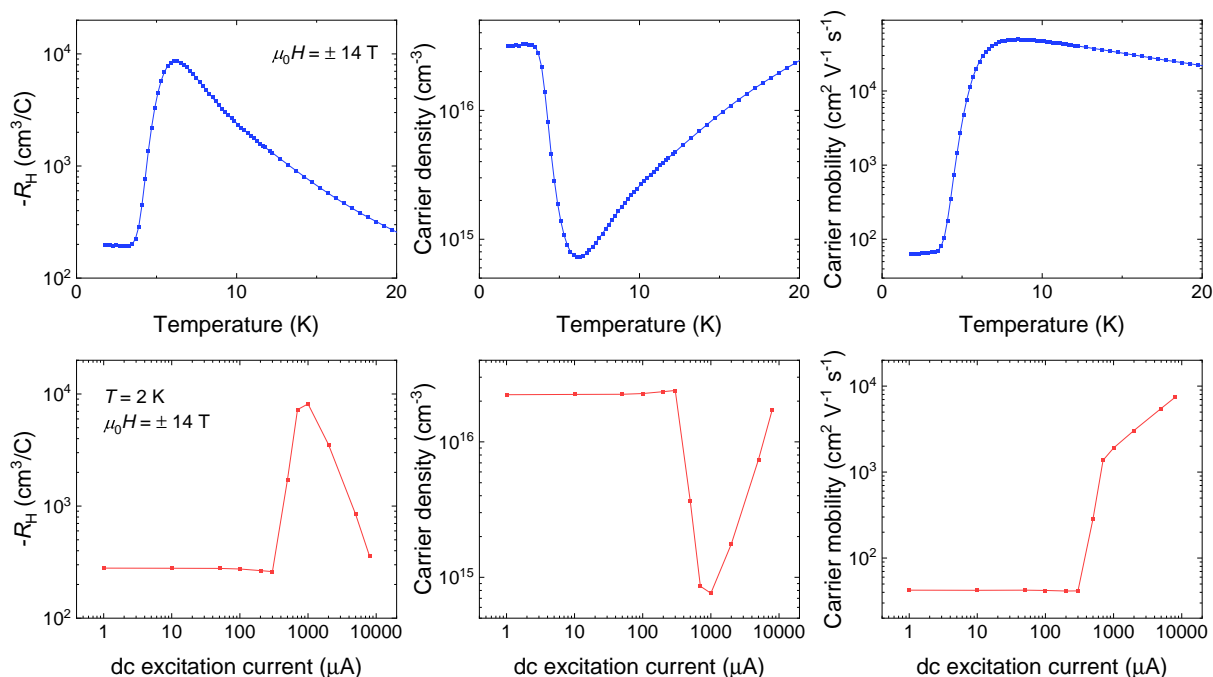 -R_H (cm³/C)
10⁴
10³
10²
μ₀H = ± 14 T
0
10
20
Temperature (K)
Carrier density (cm⁻³)
10¹⁶
10¹⁵
0
10
20
Temperature (K)
Carrier mobility (cm² V⁻¹ s⁻¹)
10⁴
10³
10²
0
10
20
Temperature (K)
-R_H (cm³/C)
10⁴
10³
10²
T = 2 K
μ₀H = ± 14 T
1
10
100
1000
10000
dc excitation current (μA)
Carrier density (cm⁻³)
10¹⁶
10¹⁵
1
10
100
1000
10000
dc excitation current (μA)
Carrier mobility (cm² V⁻¹ s⁻¹)
10⁴
10³
10²
1
10
100
1000
10000
dc excitation current (μA)